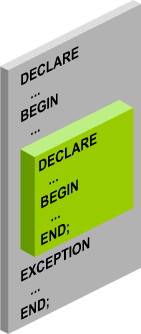 DECLARE
...
BEGIN
...
DECLARE
...
BEGIN
...
END;
EXCEPTION
...
END;